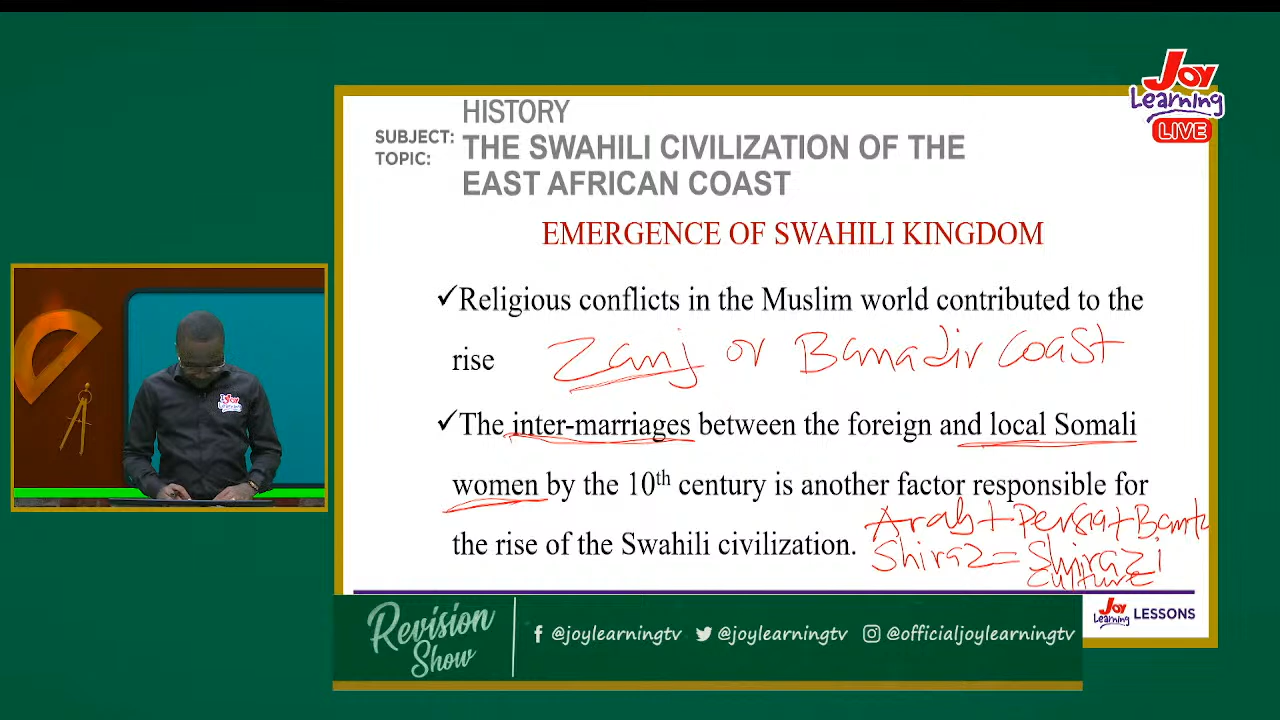 Joy
Learning
LIVE
SUBJECT: HISTORY
TOPIC: THE SWAHILI CIVILIZATION OF THE
EAST AFRICAN COAST
EMERGENCE OF SWAHILI KINGDOM
✓Religious conflicts in the Muslim world contributed to the
rise Zanj or Banadir Coast
✓The inter-marriages between the foreign and local Somali
women by the 10th century is another factor responsible for
Arab + Persia +
the rise of the Swahili civilization. Shiraz = Shirazi
culture
Joy
Learning
Joy Learning LESSONS
Revision
Show
@joylearningtv @joylearningtv @officialjoylearningtv